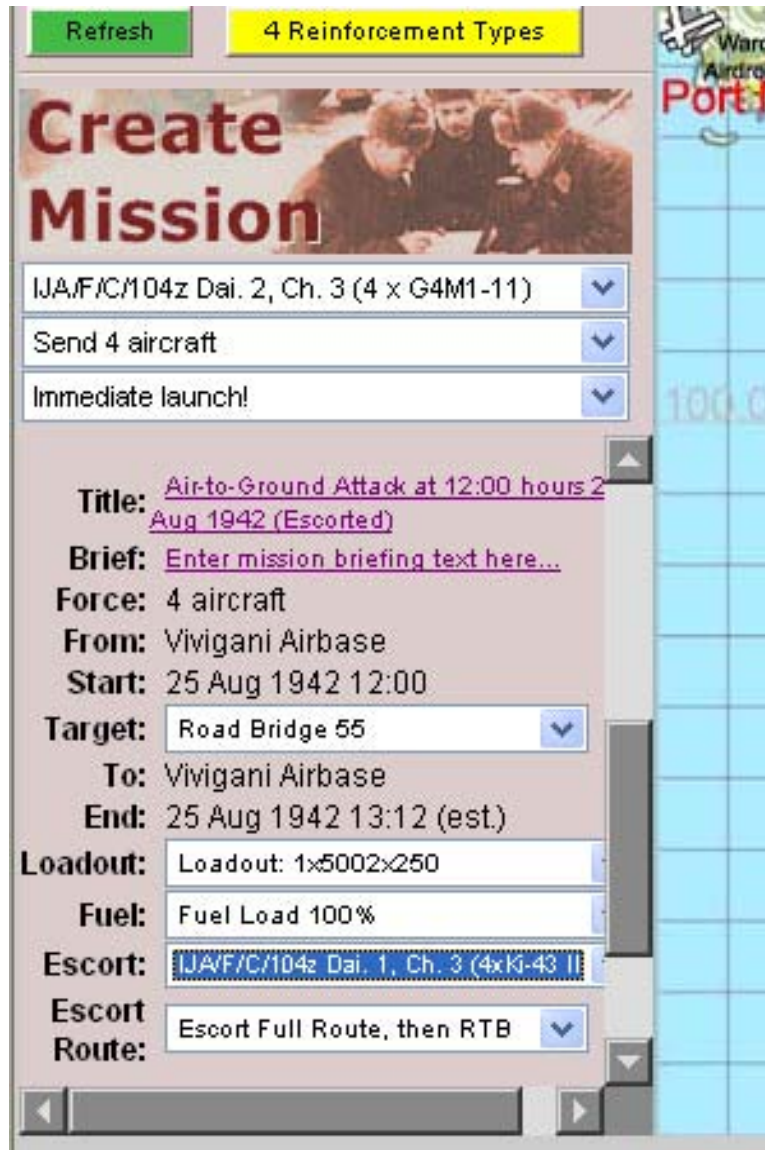 Refresh
4 Reinforcement Types
Create
Mission
IJA/F/C/104z Dai. 2, Ch. 3 (4 x G4M1-11)
Send 4 aircraft
Immediate launch!
Title: Air-to-Ground Attack at 12:00 hours 2
Aug 1942 (Escorted)
Brief: Enter mission briefing text here...
Force: 4 aircraft
From: Vivigani Airbase
Start: 25 Aug 1942 12:00
Target: Road Bridge 55
To: Vivigani Airbase
End: 25 Aug 1942 13:12 (est.)
Loadout: Loadout: 1x5002x250
Fuel: Fuel Load 100%
Escort: IJA/F/C/104z Dai. 1, Ch. 3 (4xKi-43 II
Escort
Route: Escort Full Route, then RTB
Port
100.0